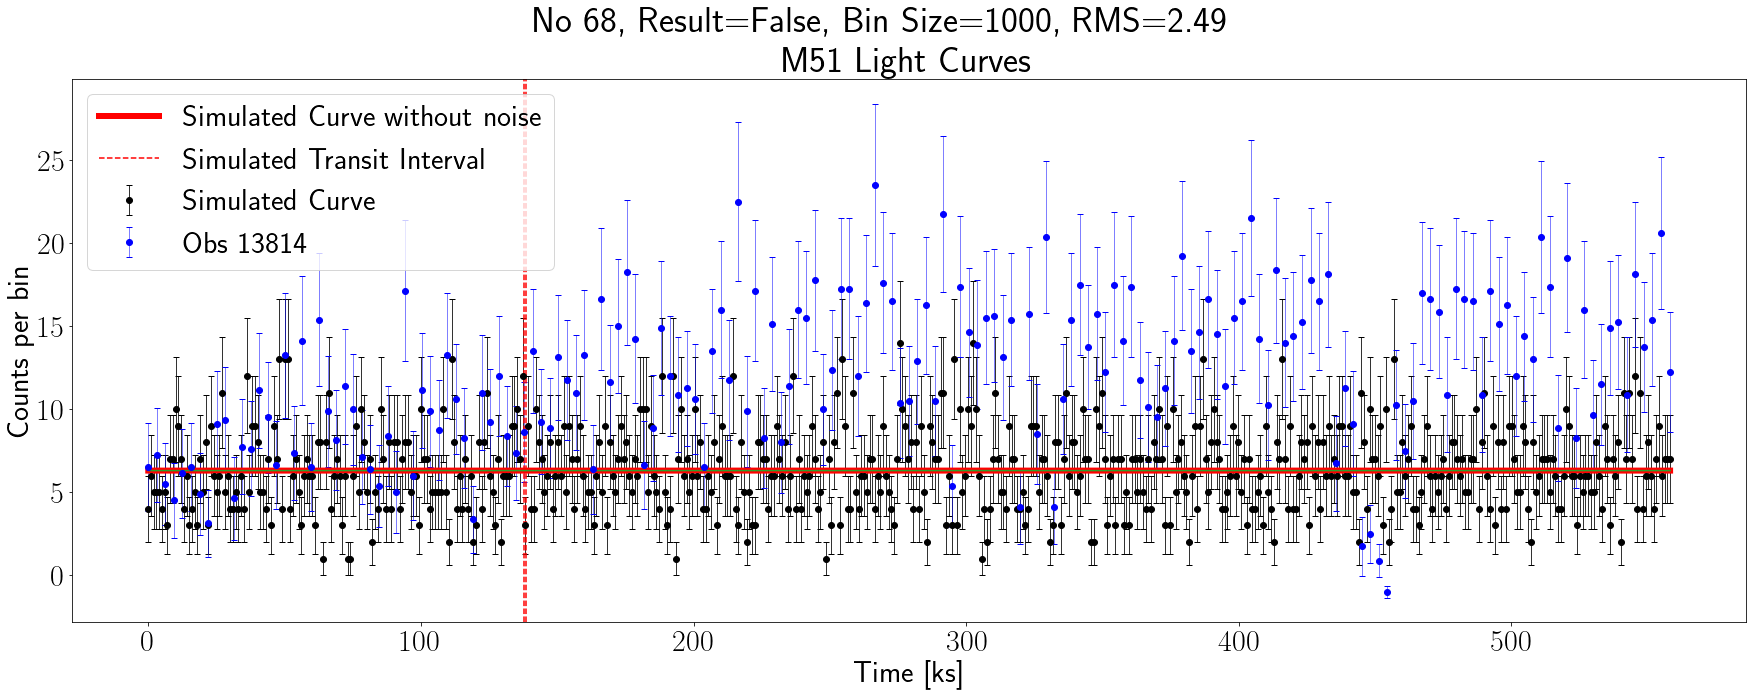 No 68, Result=False, Bin Size=1000, RMS=2.49
M51 Light Curves
Simulated Curve without noise
Simulated Transit Interval
Simulated Curve
Obs 13814
Counts per bin
25
20
15
10
5
0
0 100 200 300 400 500
Time [ks]